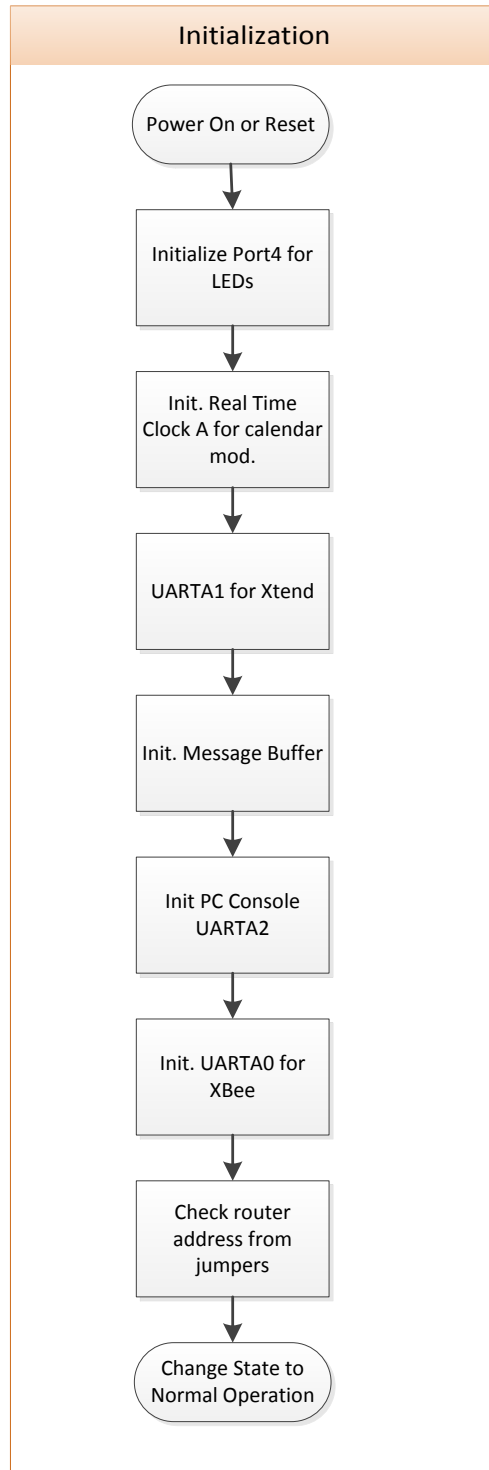 Initialization
Power On or Reset
Initialize Port4 for
LEDs
Init. Real Time
Clock A for calendar
mod.
UARTA1 for Xtend
Init. Message Buffer
Init PC Console
UARTA2
Init. UARTA0 for
XBee
Check router
address from
jumpers
Change State to
Normal Operation